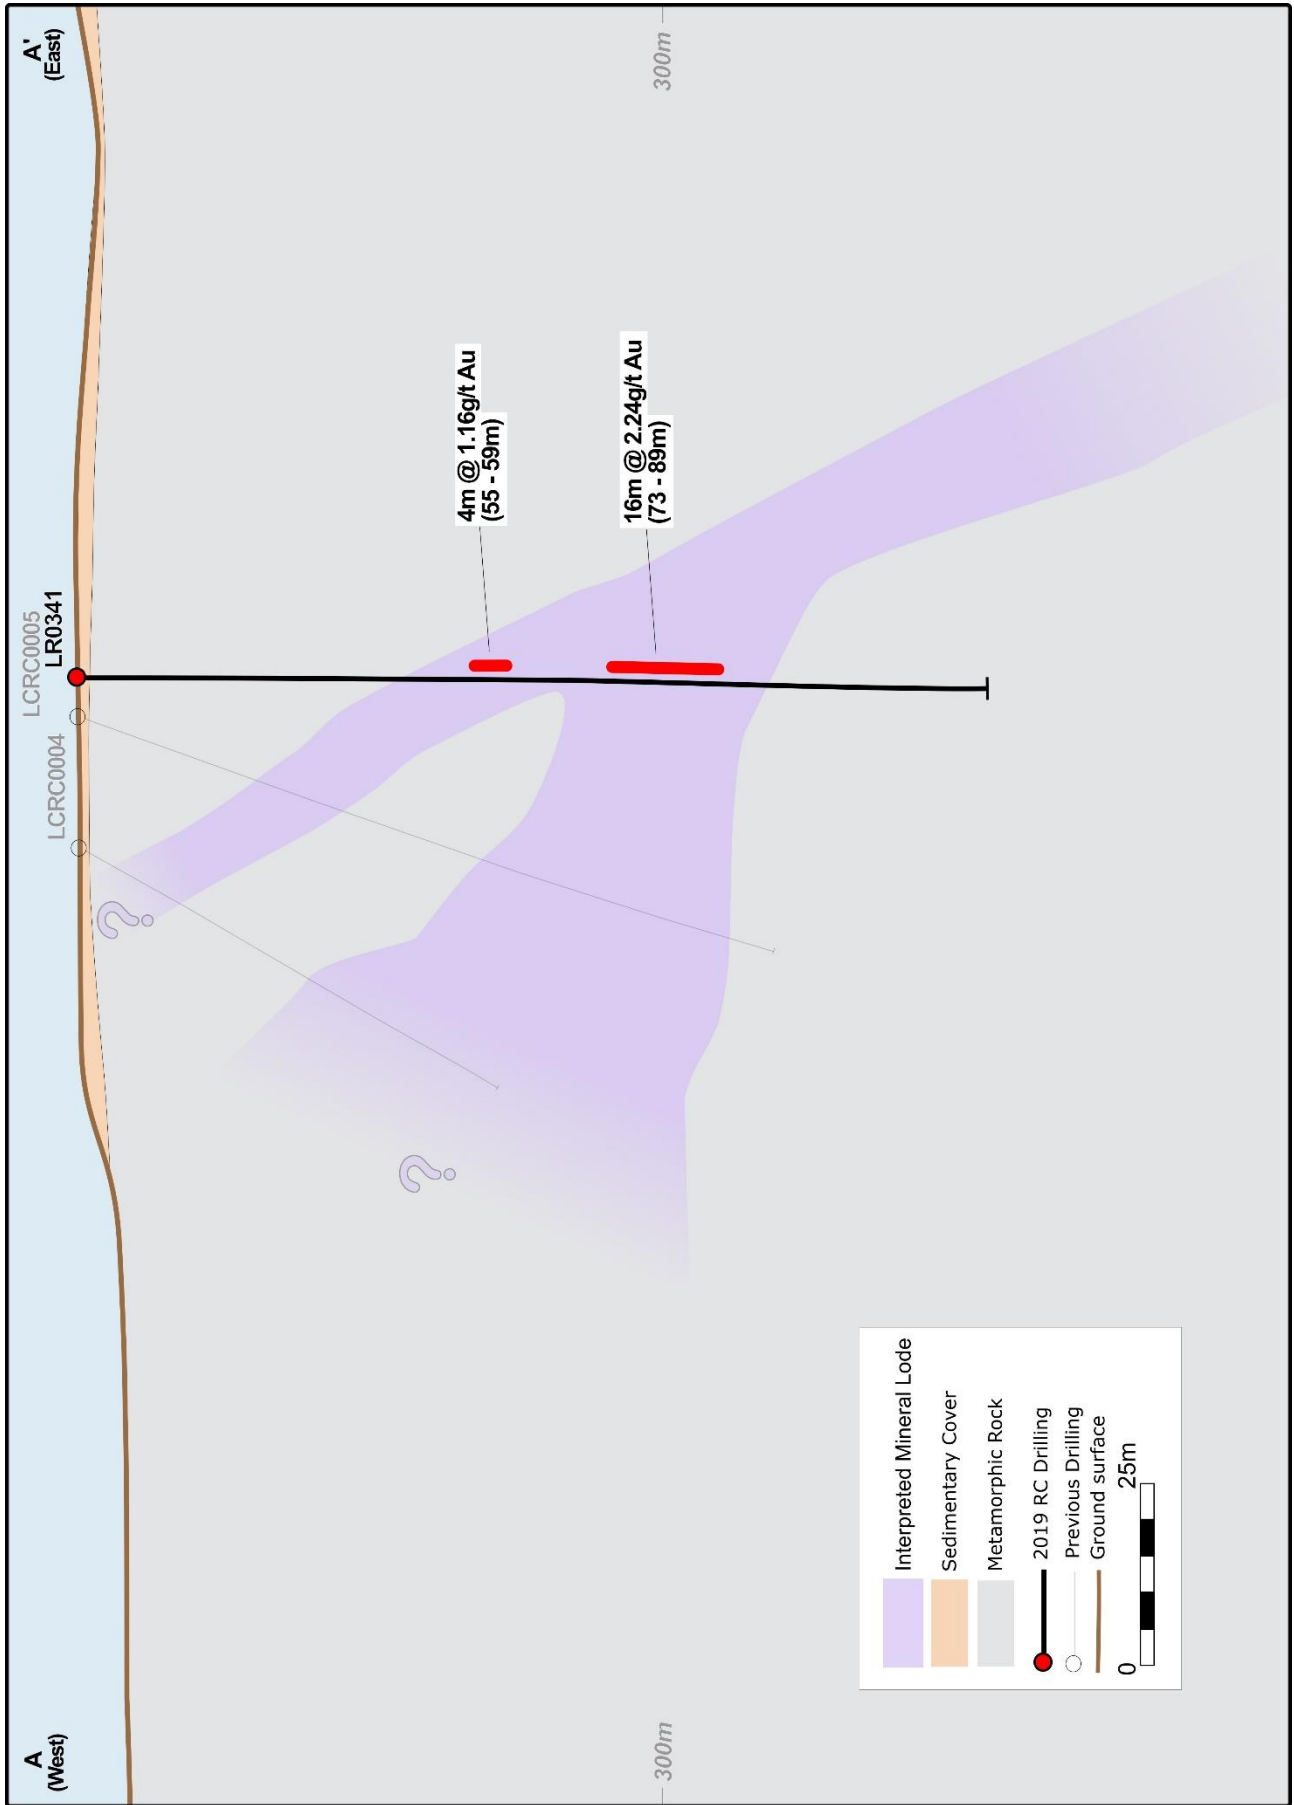 A
(West)
A'
(East)
LCRC0004
LCRC0005
LR0341
?
?
4m @ 1.16g/t Au
(55 - 59m)
16m @ 2.24g/t Au
(73 - 89m)
300m
300m
Interpreted Mineral Lode
Sedimentary Cover
Metamorphic Rock
2019 RC Drilling
Previous Drilling
Ground surface
0
25m